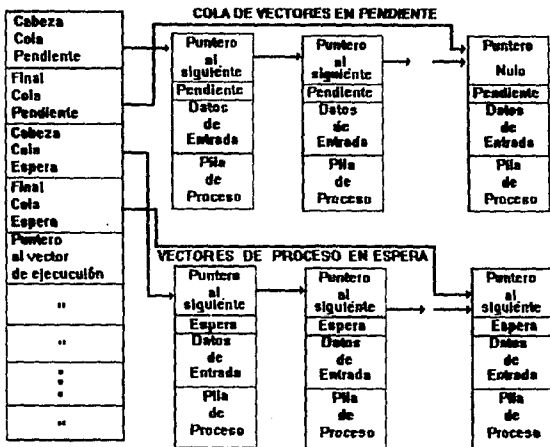 COLA DE VECTORES EN PENDIENTE
Cabeza
Cola
Pendiente
Final
Cola
Pendiente
Cabeza
Cola
Espera
Final
Cola
Espera
Puntero
al vector
de ejecución
"
"
"
Puntero
al
siguiente
Pendiente
Datos
de
Entrada
Pila
de
Proceso
Puntero
al
siguiente
Pendiente
Datos
de
Entrada
Pila
de
Proceso
Puntero
Nulo
Pendiente
Datos
de
Entrada
Pila
de
Proceso
VECTORES DE PROCESO EN ESPERA
Puntero
al
siguiente
Espera
Datos
de
Entrada
Pila
de
Proceso
Puntero
al
siguiente
Espera
Datos
de
Entrada
Pila
de
Proceso
Puntero
al
siguiente
Espera
Datos
de
Entrada
Pila
de
Proceso